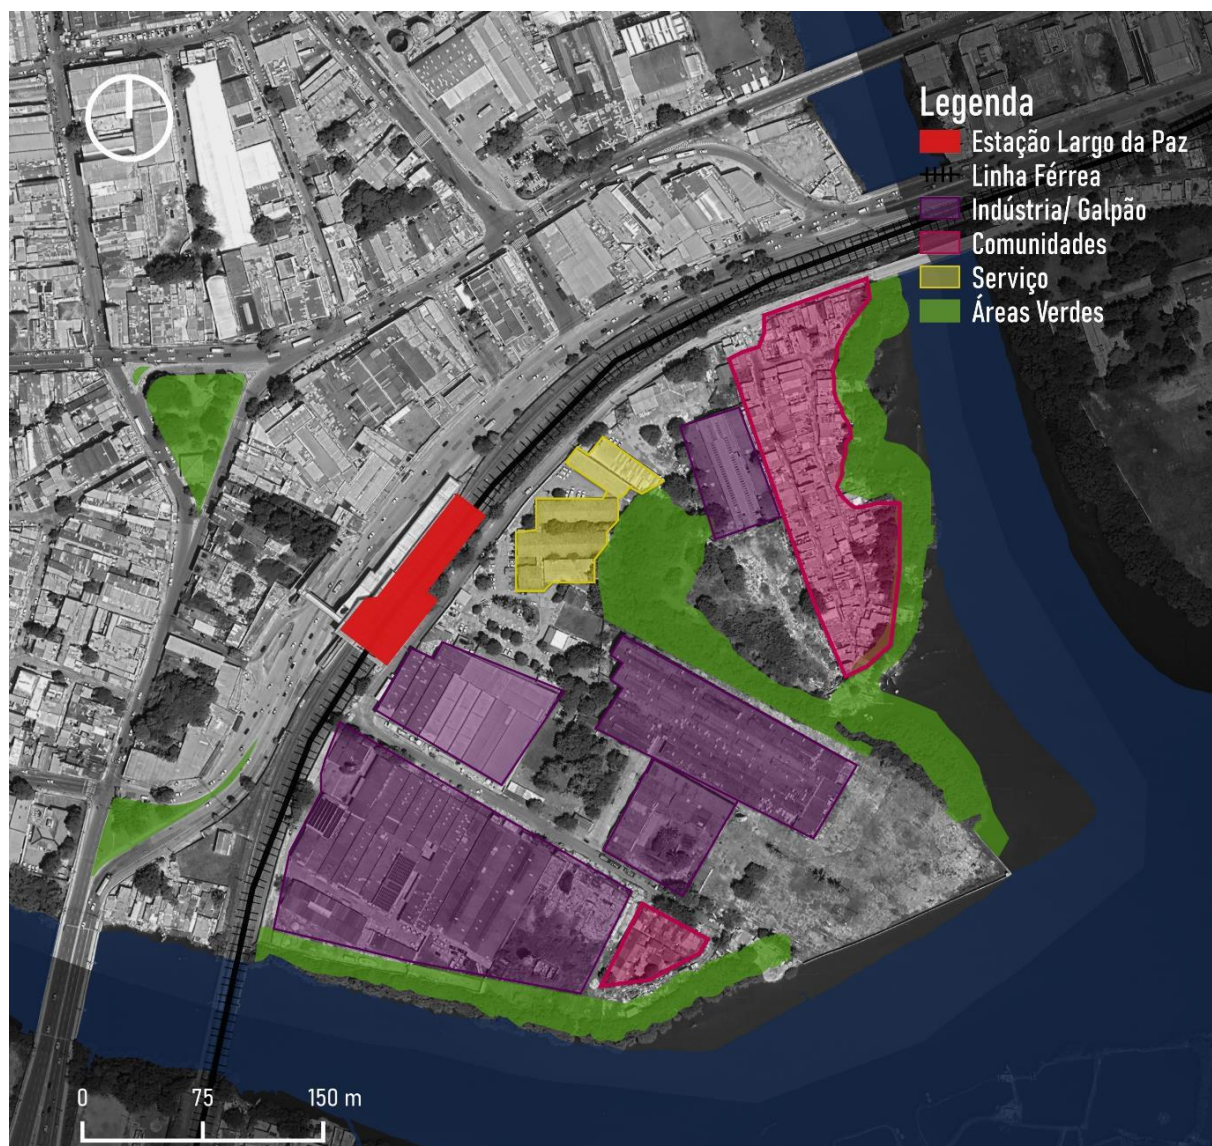 Legenda
Estação Largo da Paz
Linha Férrea
Indústria/ Galpão
Comunidades
Serviço
Áreas Verdes
0 75 150 m